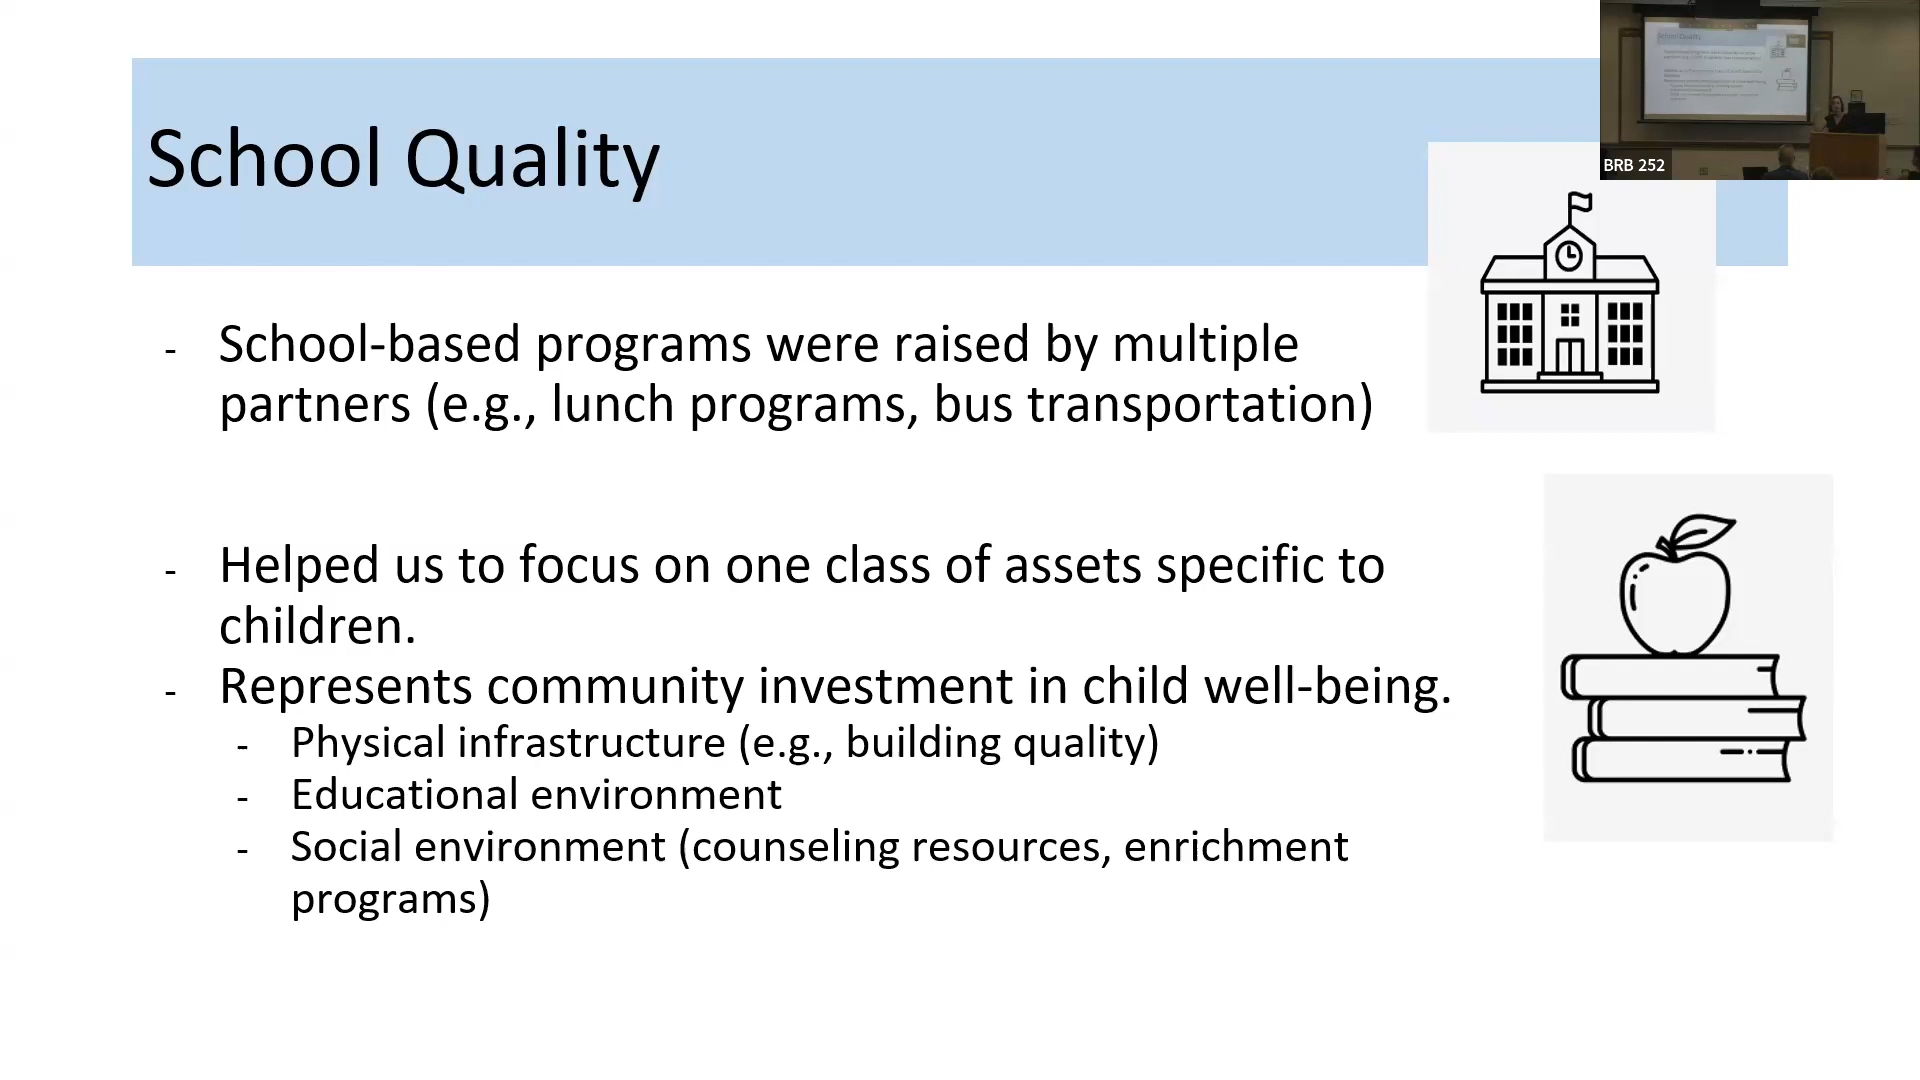 School Quality
BRB 252
- School-based programs were raised by multiple
partners (e.g., lunch programs, bus transportation)
- Helped us to focus on one class of assets specific to
children.
- Represents community investment in child well-being.
- Physical infrastructure (e.g., building quality)
- Educational environment
- Social environment (counseling resources, enrichment
programs)